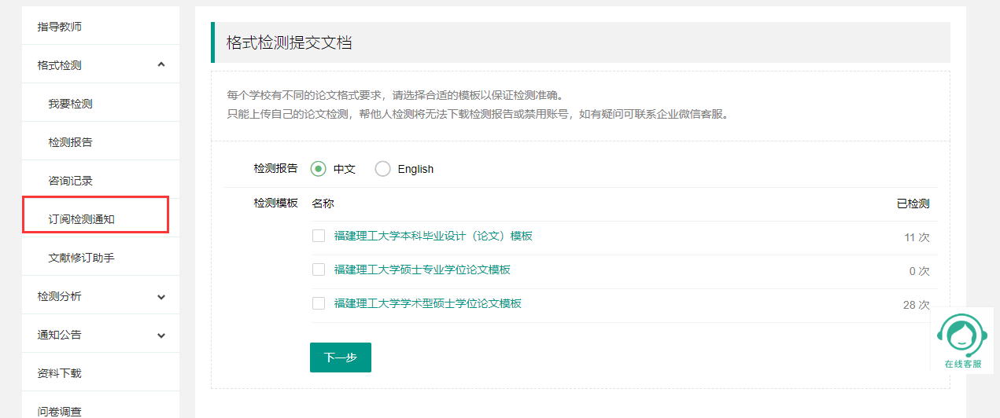 指导教师
格式检测
我要检测
检测报告
咨询记录
订阅检测通知
文献修订助手
检测分析
通知公告
资料下载
问卷调查
格式检测提交文档
每个学校有不同的论文格式要求，请选择合适的模板以保证检测准确。
只能上传自己的论文检测，帮他人检测将无法下载检测报告或禁用账号，如有疑问可联系企业微信客服。
检测报告 中文 English
检测模板 名称 已检测
福建理工大学本科毕业设计（论文）模板 11 次
福建理工大学硕士专业学位论文模板 0 次
福建理工大学学术型硕士学位论文模板 28 次
下一步
在线客服